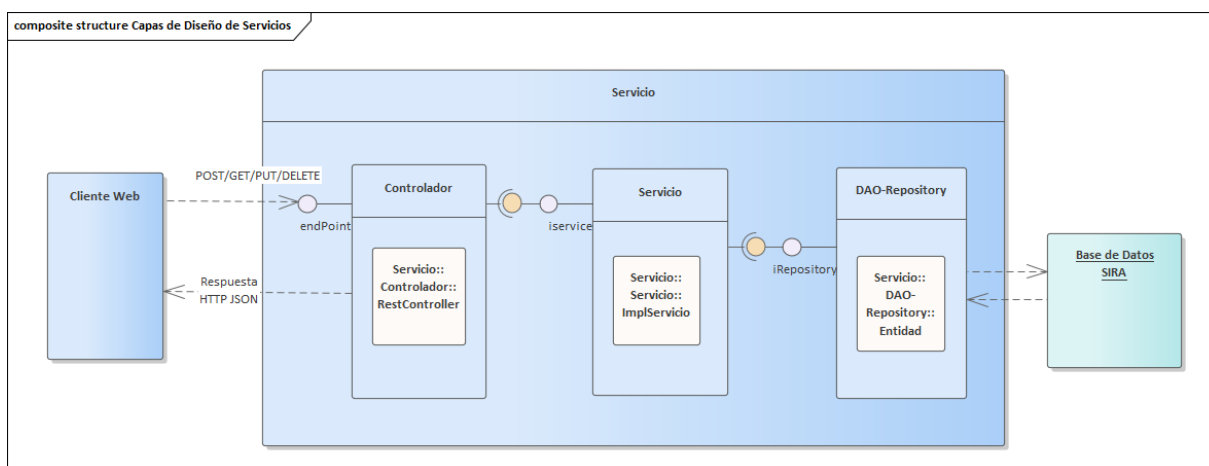 composite structure Capas de Diseño de Servicios
Servicio
Cliente Web
POST/GET/PUT/DELETE
endPoint
Respuesta
HTTP JSON
Controlador
Servicio::
Controlador::
RestController
iservice
Servicio
Servicio::
Servicio::
ImplServicio
iRepository
DAO-Repository
Servicio::
DAO-
Repository::
Entidad
Base de Datos
SIRA